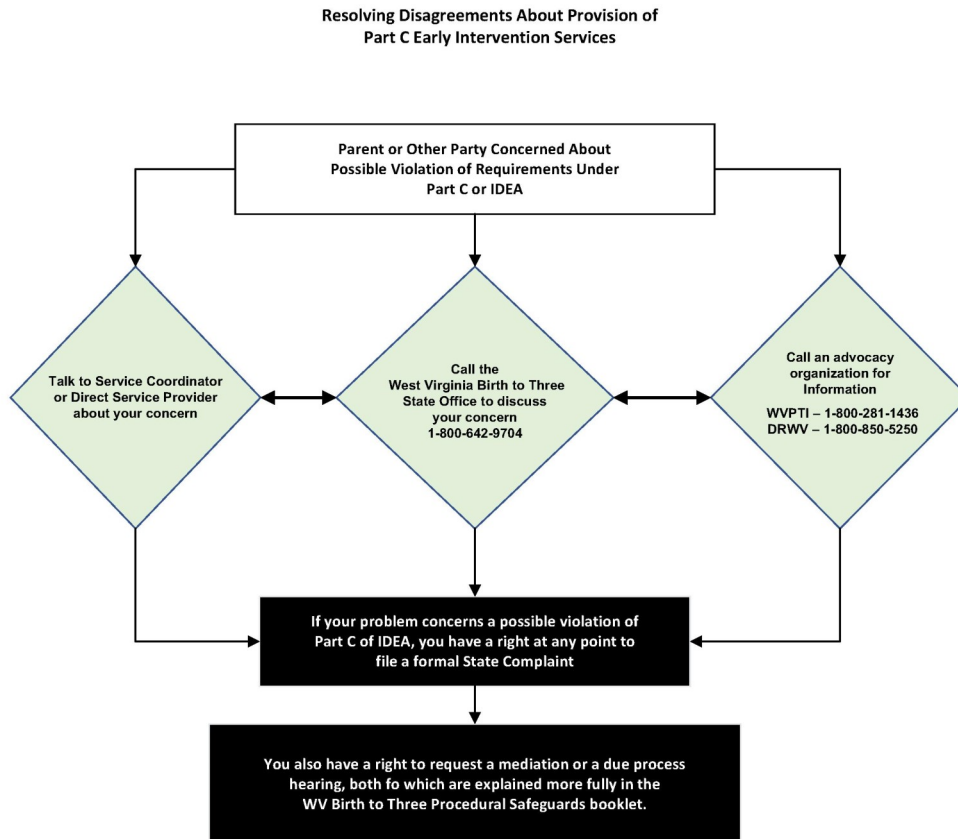 Resolving Disagreements About Provision of
Part C Early Intervention Services
Parent or Other Party Concerned About
Possible Violation of Requirements Under
Part C or IDEA
Talk to Service Coordinator
or Direct Service Provider
about your concern
Call the
West Virginia Birth to Three
State Office to discuss
your concern
1-800-642-9704
Call an advocacy
organization for
Information
WVPTI – 1-800-281-1436
DRWV – 1-800-850-5250
If your problem concerns a possible violation of
Part C of IDEA, you have a right at any point to
file a formal State Complaint
You also have a right to request a mediation or a due process
hearing, both fo which are explained more fully in the
WV Birth to Three Procedural Safeguards booklet.